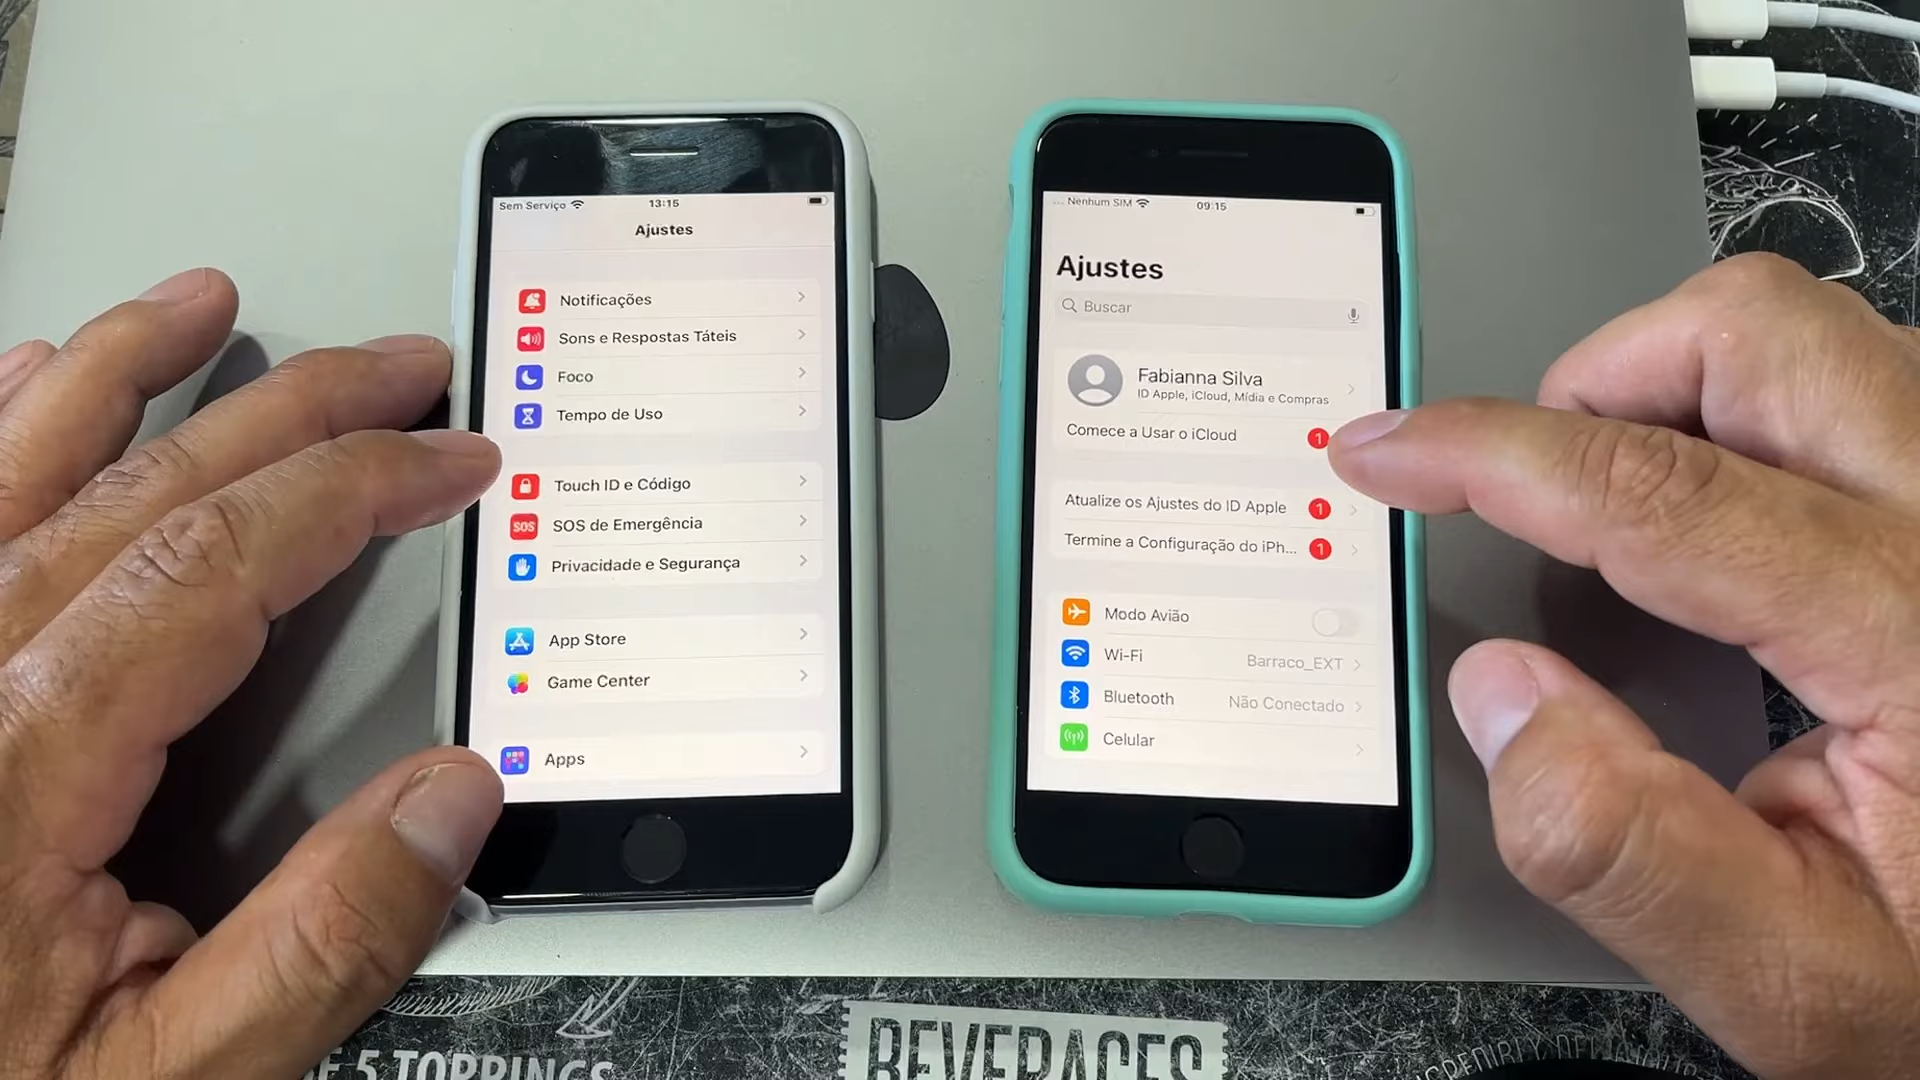 Sem Serviço 13:15
Ajustes
Notificações
Sons e Respostas Táteis
Foco
Tempo de Uso
Touch ID e Código
SOS SOS de Emergência
Privacidade e Segurança
App Store
Game Center
Apps
Nenhum SIM 09:15
Ajustes
Buscar
Fabianna Silva
ID Apple, iCloud, Mídia e Compras
Comece a Usar o iCloud 1
Atualize os Ajustes do ID Apple 1
Termine a Configuração do iPh... 1
Modo Avião
Wi-Fi Barraco_EXT
Bluetooth Não Conectado
Celular
5 TOPPINGS
BEVERAGES